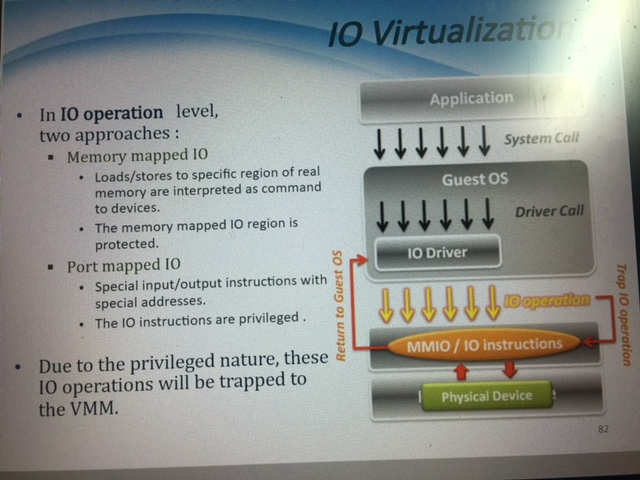 IO Virtualization
• In IO operation level,
two approaches :
▪ Memory mapped IO
• Loads/stores to specific region of real
memory are interpreted as command
to devices.
• The memory mapped IO region is
protected.
▪ Port mapped IO
• Special input/output instructions with
special addresses.
• The IO instructions are privileged .
• Due to the privileged nature, these
IO operations will be trapped to
the VMM.
Application
System Call
Guest OS
Driver Call
IO Driver
IO operation
Return to Guest OS
Trap IO operation
MMIO / IO instructions
Physical Device
82